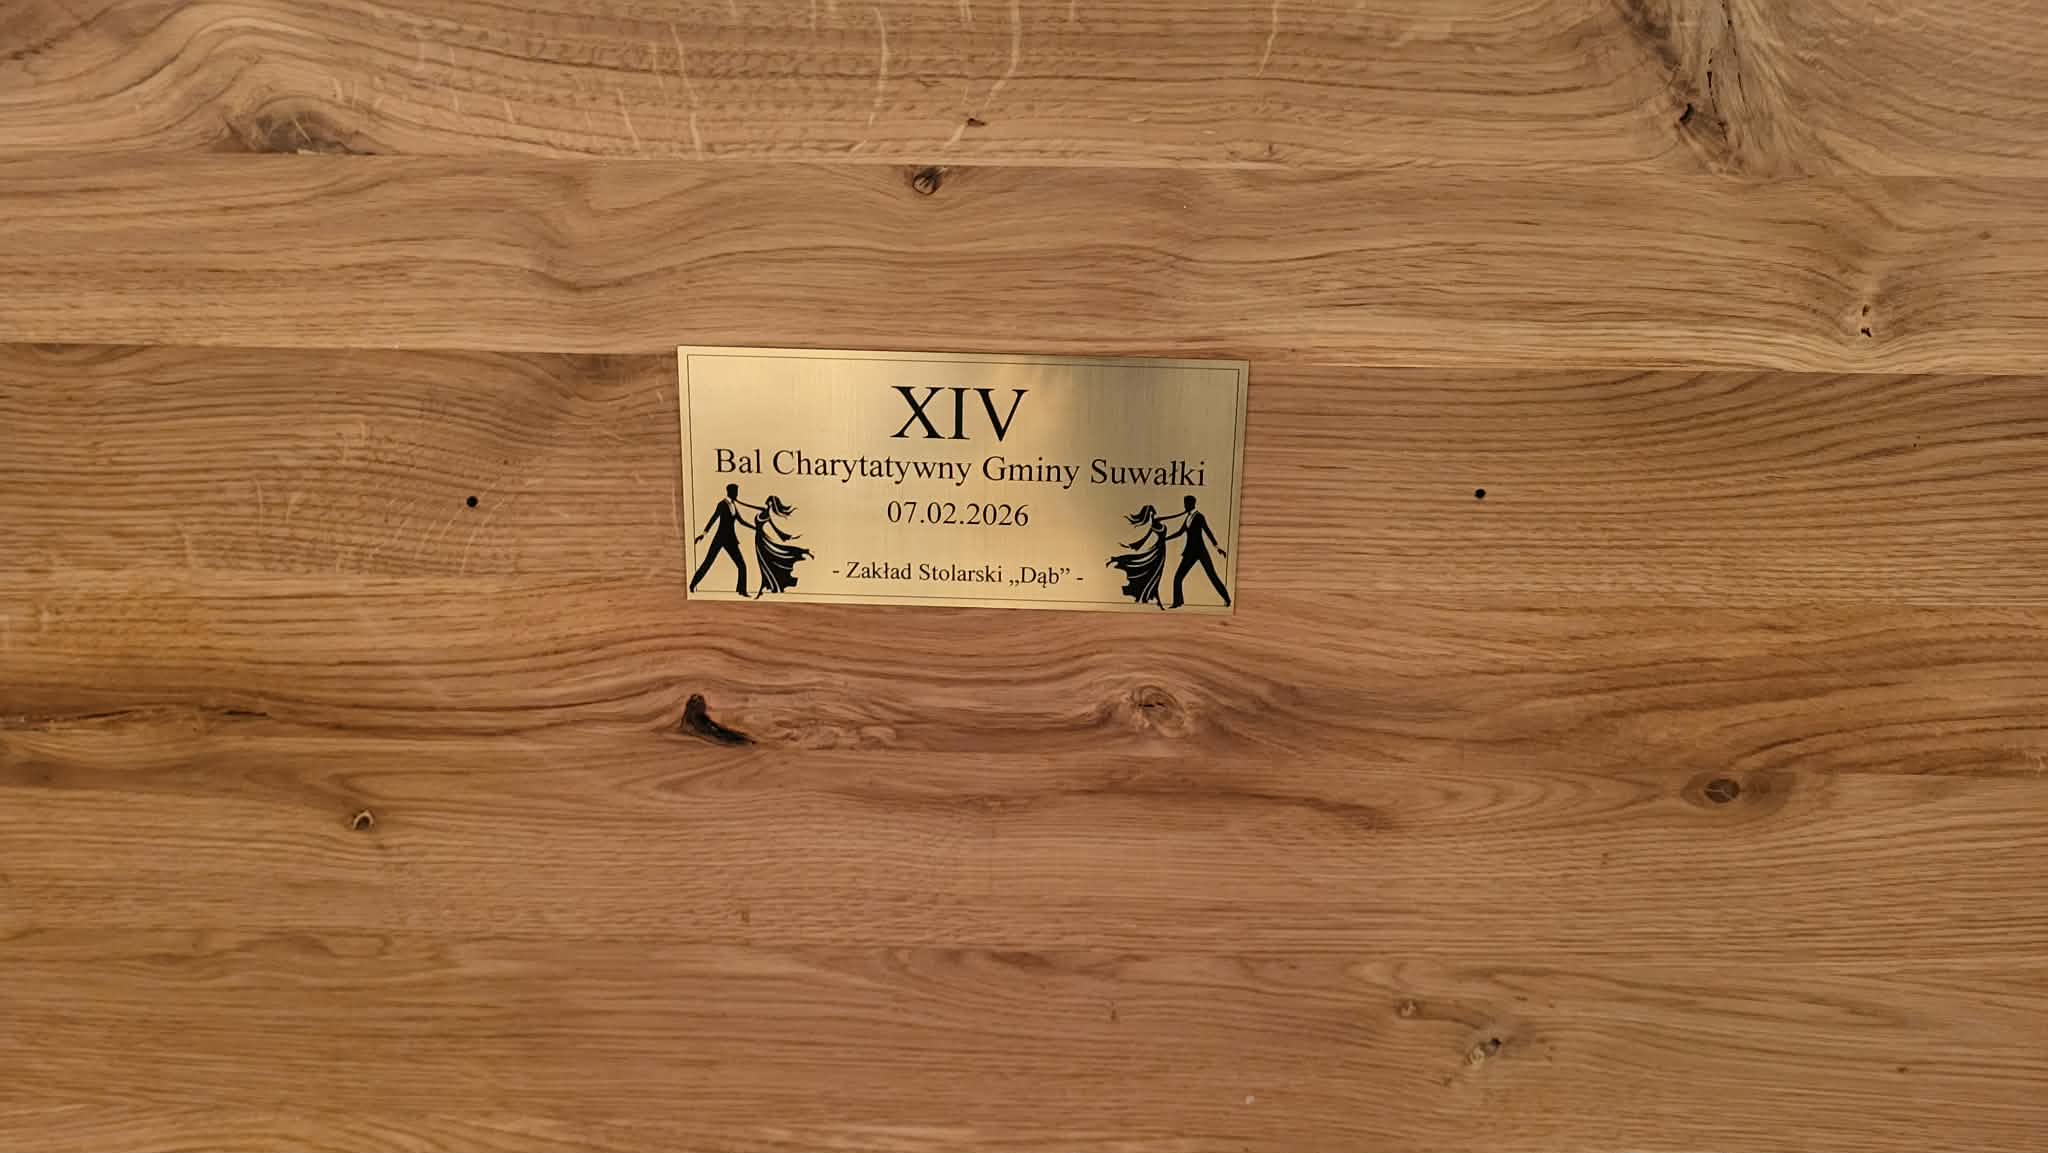 XIV
Bal Charytatywny Gminy Suwałki
07.02.2026
- Zakład Stolarski „Dąb” -